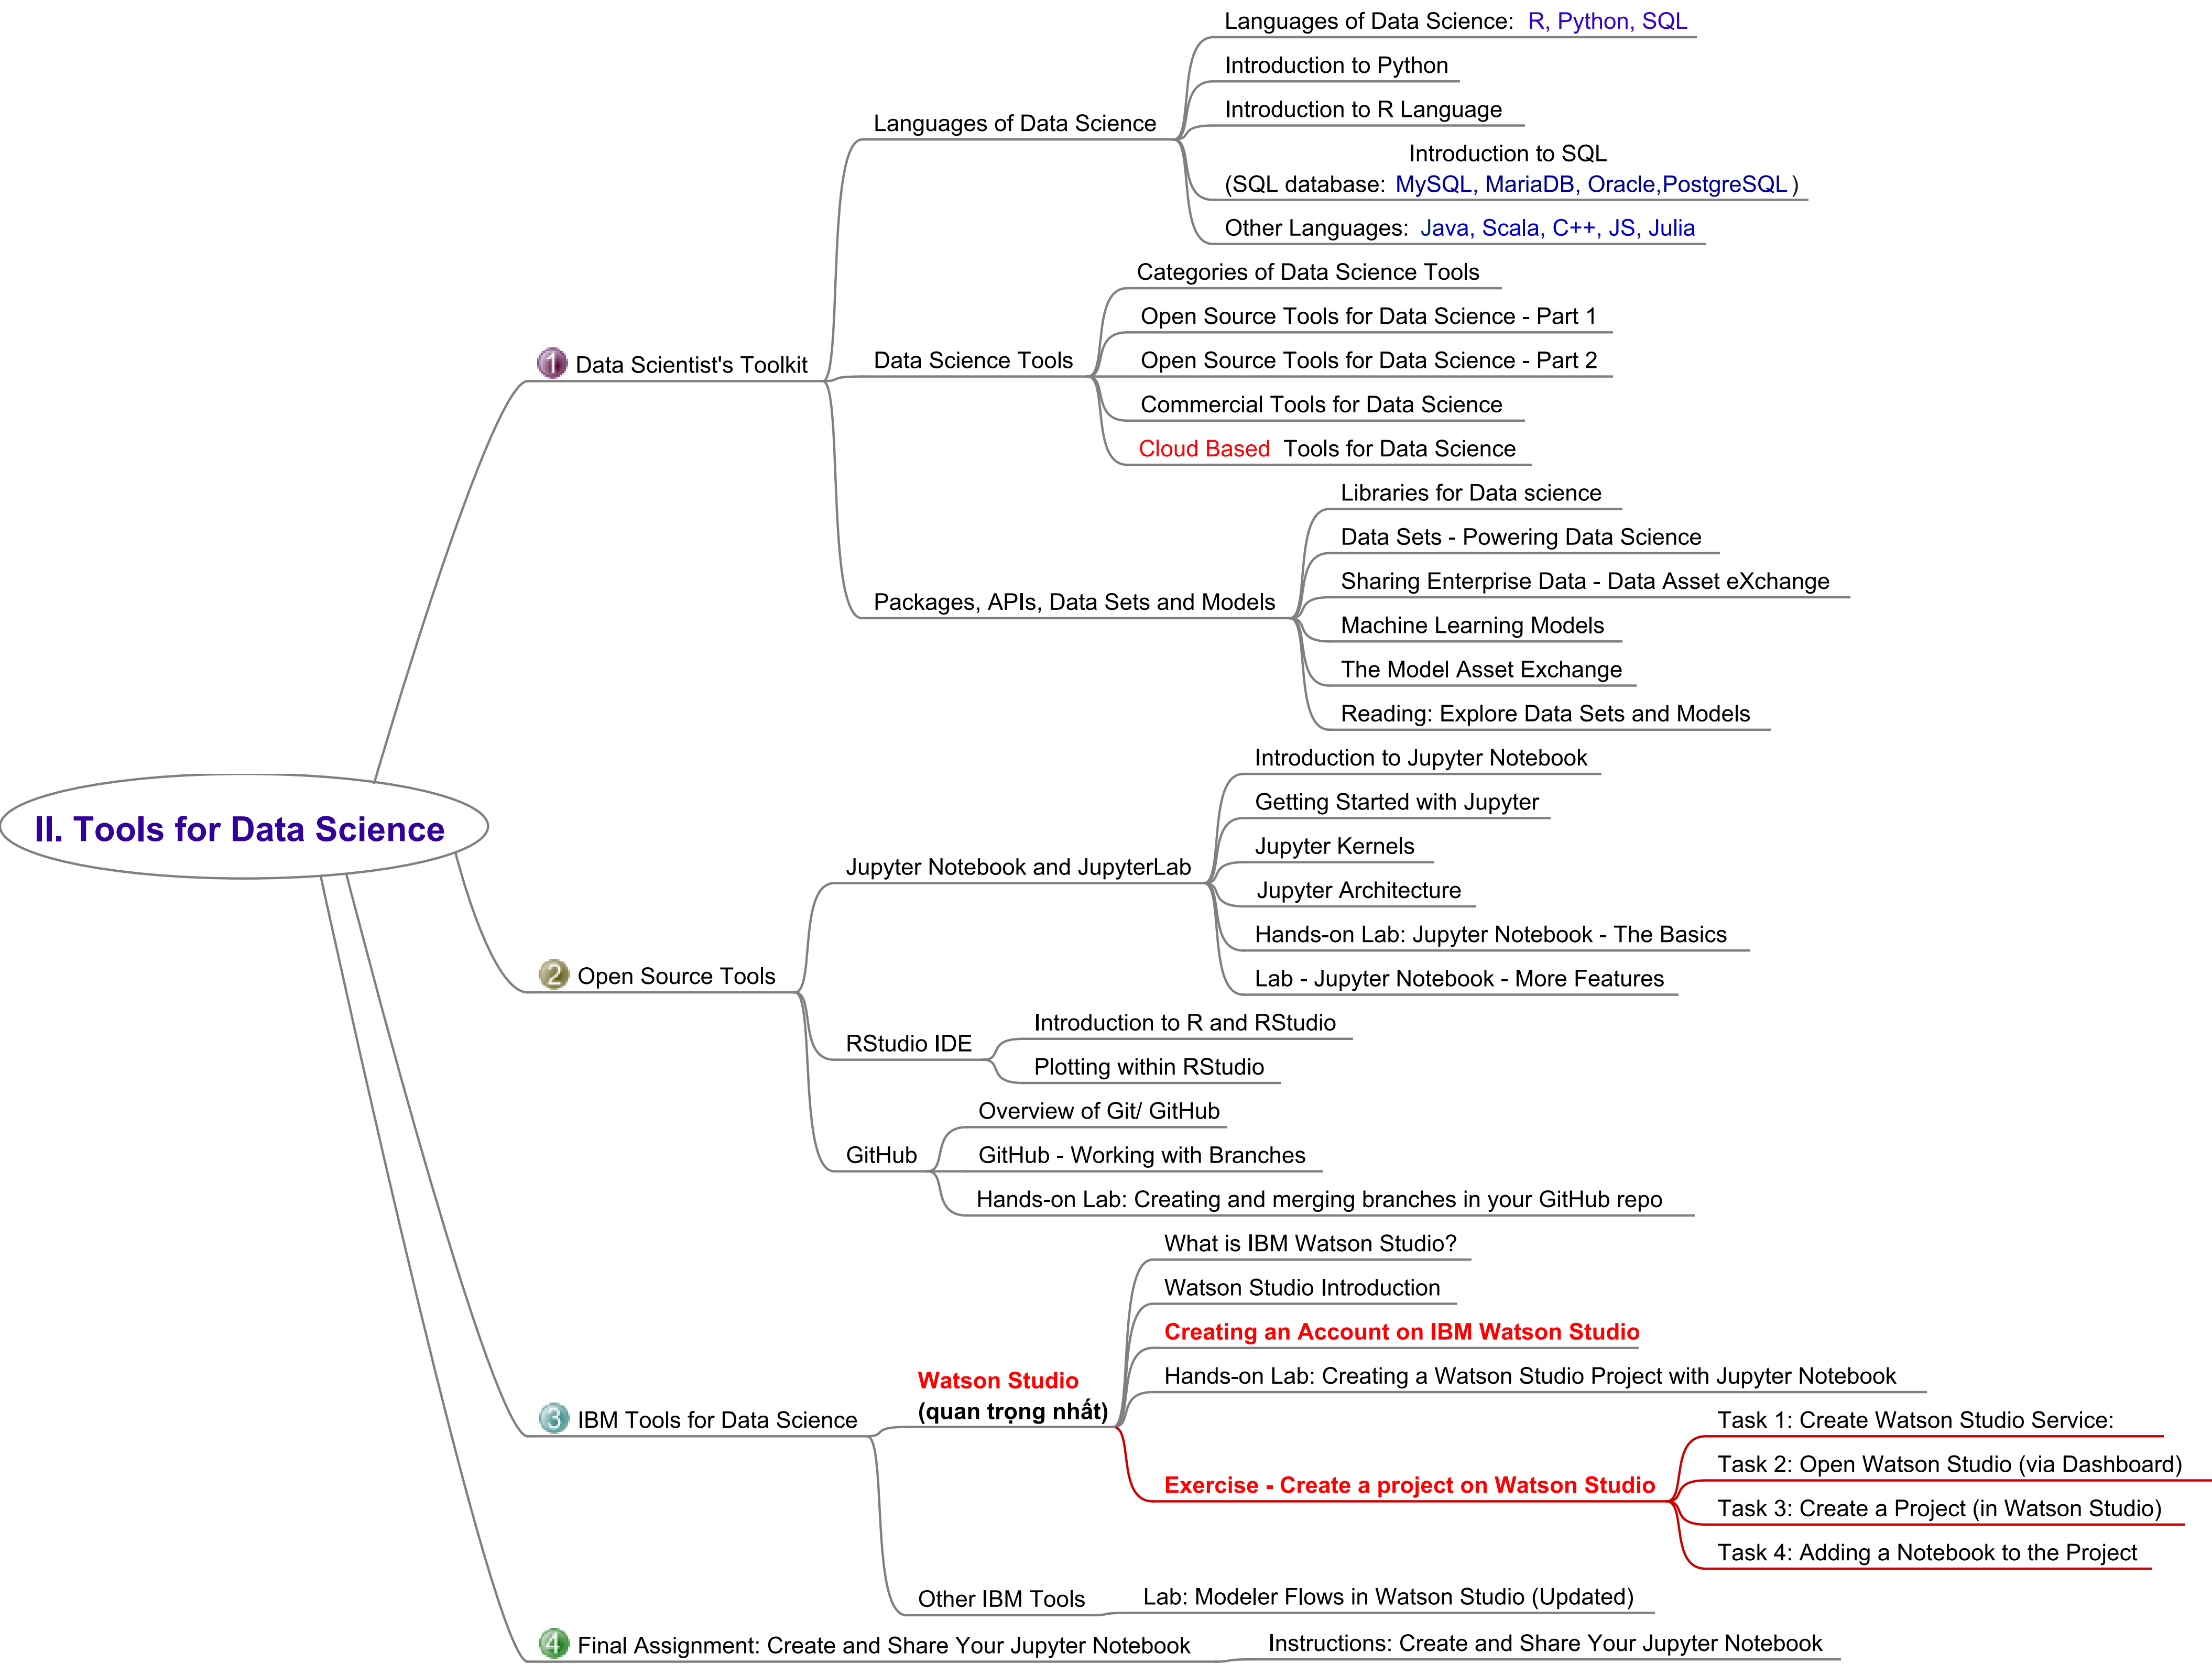 II. Tools for Data Science
1 Data Scientist's Toolkit
Languages of Data Science
Languages of Data Science: R, Python, SQL
Introduction to Python
Introduction to R Language
Introduction to SQL
(SQL database: MySQL, MariaDB, Oracle,PostgreSQL )
Other Languages: Java, Scala, C++, JS, Julia
Data Science Tools
Categories of Data Science Tools
Open Source Tools for Data Science - Part 1
Open Source Tools for Data Science - Part 2
Commercial Tools for Data Science
Cloud Based Tools for Data Science
Packages, APIs, Data Sets and Models
Libraries for Data science
Data Sets - Powering Data Science
Sharing Enterprise Data - Data Asset eXchange
Machine Learning Models
The Model Asset Exchange
Reading: Explore Data Sets and Models
2 Open Source Tools
Jupyter Notebook and JupyterLab
Introduction to Jupyter Notebook
Getting Started with Jupyter
Jupyter Kernels
Jupyter Architecture
Hands-on Lab: Jupyter Notebook - The Basics
Lab - Jupyter Notebook - More Features
RStudio IDE
Introduction to R and RStudio
Plotting within RStudio
GitHub
Overview of Git/ GitHub
GitHub - Working with Branches
Hands-on Lab: Creating and merging branches in your GitHub repo
3 IBM Tools for Data Science
Watson Studio
(quan trọng nhất)
What is IBM Watson Studio?
Watson Studio Introduction
Creating an Account on IBM Watson Studio
Hands-on Lab: Creating a Watson Studio Project with Jupyter Notebook
Exercise - Create a project on Watson Studio
Task 1: Create Watson Studio Service:
Task 2: Open Watson Studio (via Dashboard)
Task 3: Create a Project (in Watson Studio)
Task 4: Adding a Notebook to the Project
Other IBM Tools
Lab: Modeler Flows in Watson Studio (Updated)
4 Final Assignment: Create and Share Your Jupyter Notebook
Instructions: Create and Share Your Jupyter Notebook